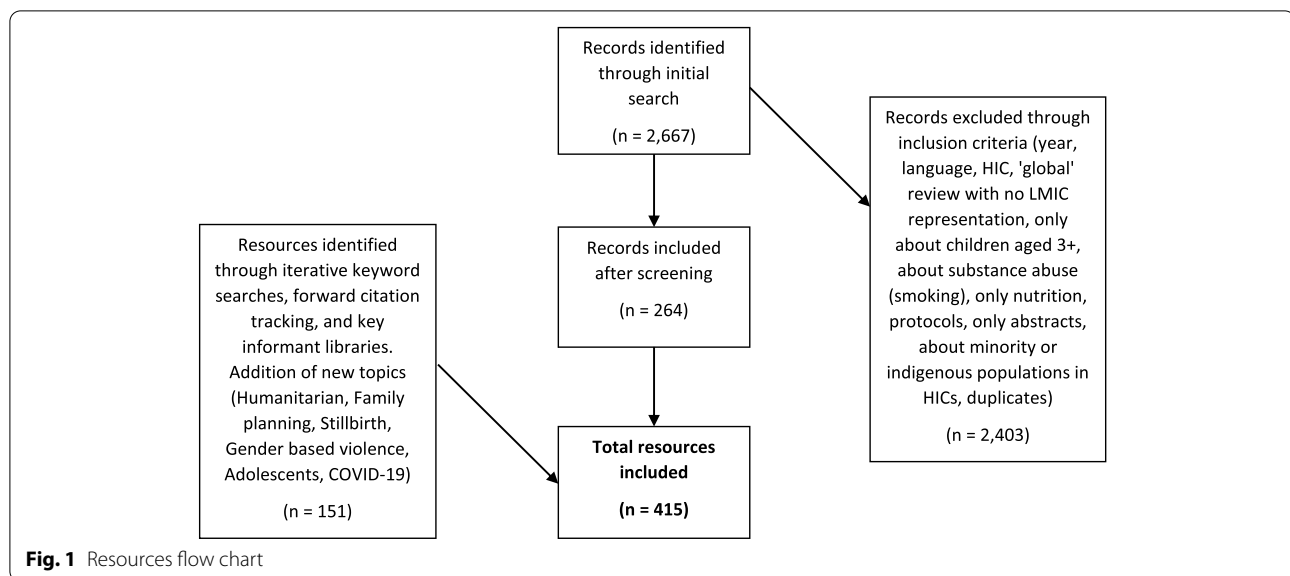 Records identified
through initial
search
(n = 2,667)
Records excluded through
inclusion criteria (year,
language, HIC, 'global'
review with no LMIC
representation, only
about children aged 3+,
about substance abuse
(smoking), only nutrition,
protocols, only abstracts,
about minority or
indigenous populations in
HICs, duplicates)
(n = 2,403)
Records included
after screening
(n = 264)
Resources identified
through iterative keyword
searches, forward citation
tracking, and key
informant libraries.
Addition of new topics
(Humanitarian, Family
planning, Stillbirth,
Gender based violence,
Adolescents, COVID-19)
(n = 151)
Total resources
included
(n = 415)
Fig. 1 Resources flow chart